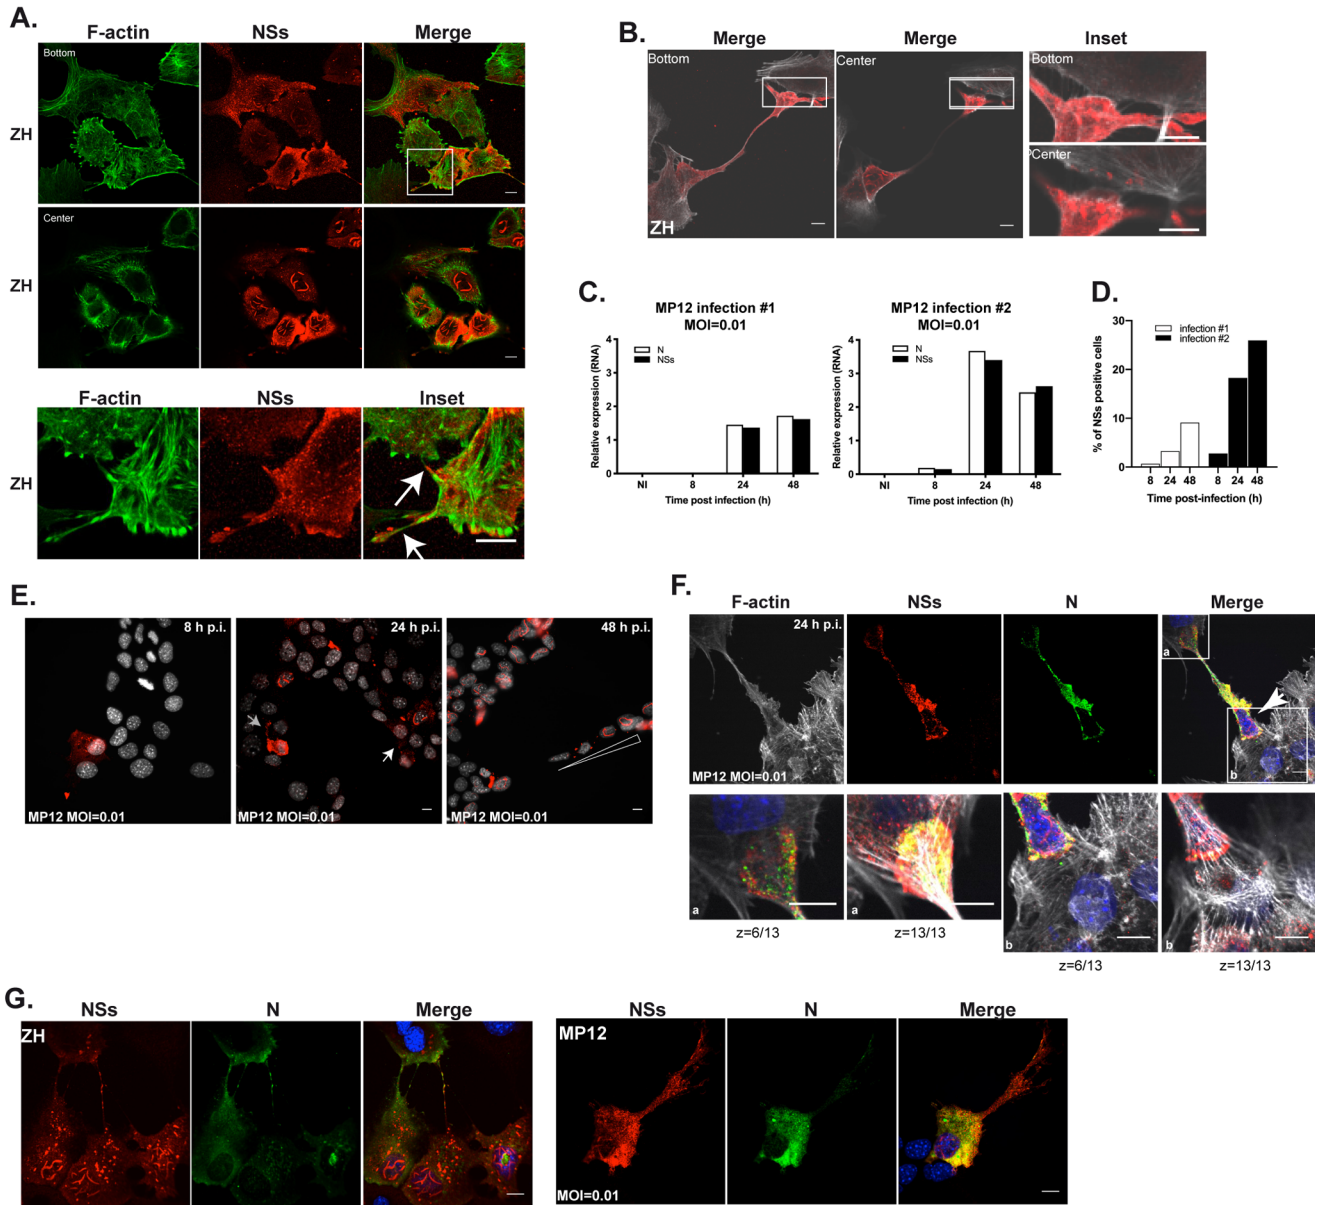 A.
F-actin NSs Merge
Bottom
ZH
Center
ZH
F-actin NSs Inset
ZH
B.
Merge Merge Inset
Bottom Center Bottom
Center
ZH
C.
MP12 infection #1
MOI=0.01
N
NSs
Relative expression (RNA)
4
3
2
1
0
NI 8 24 48
Time post infection (h)
MP12 infection #2
MOI=0.01
N
NSs
Relative expression (RNA)
4
3
2
1
0
NI 8 24 48
Time post infection (h)
D.
infection #1
infection #2
% of NSs positive cells
30
20
10
0
8 24 48 8 24 48
Time post-infection (h)
E.
8 h p.i. 24 h p.i. 48 h p.i.
MP12 MOI=0.01 MP12 MOI=0.01 MP12 MOI=0.01
F.
F-actin NSs N Merge
24 h p.i.
a
b
MP12 MOI=0.01
a a b b
z=6/13 z=13/13
z=6/13 z=13/13
G.
NSs N Merge
ZH
NSs N Merge
MP12
MOI=0.01